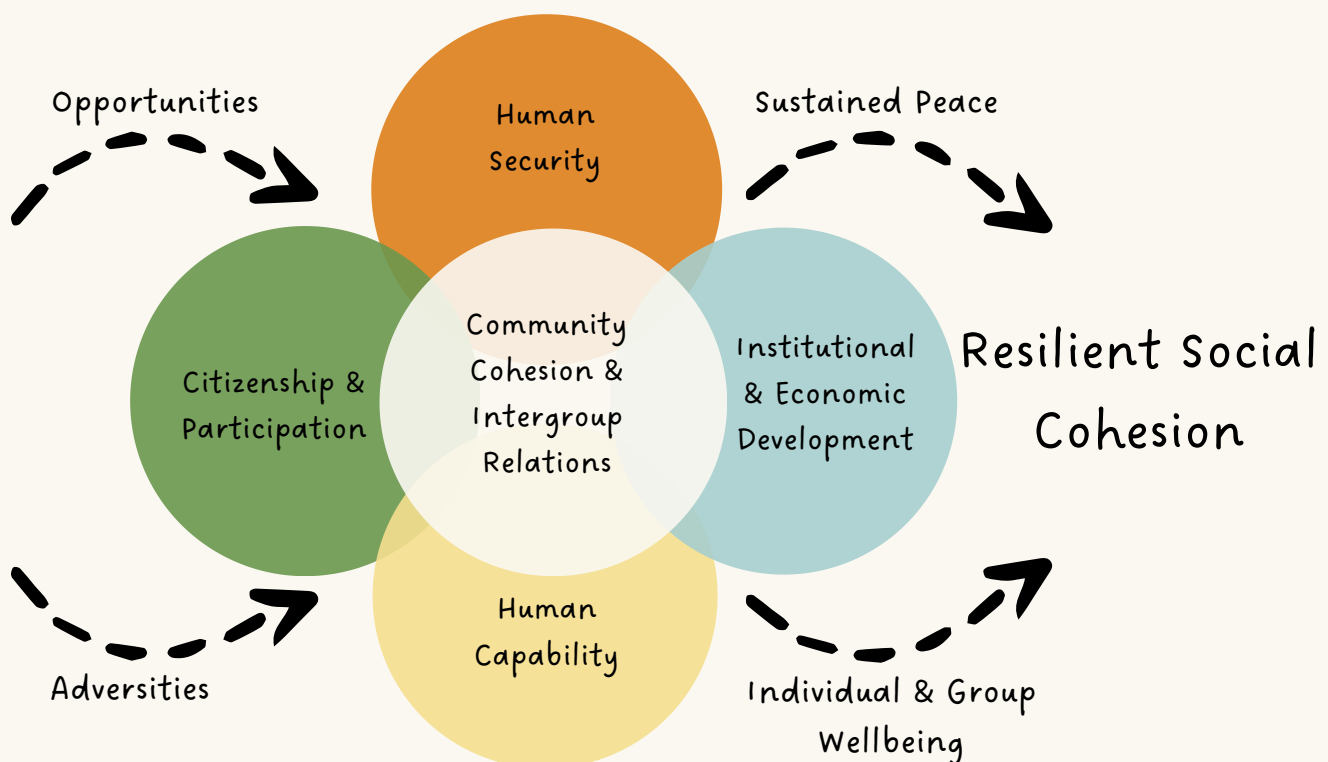 Opportunities
Human
Security
Sustained Peace
Citizenship &
Participation
Community
Cohesion &
Intergroup
Relations
Institutional
& Economic
Development
Resilient Social
Cohesion
Human
Capability
Adversities
Individual & Group
Wellbeing